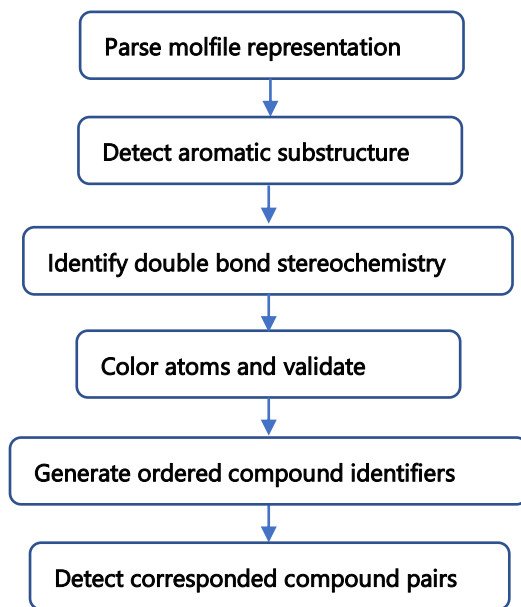 Parse molfile representation
Detect aromatic substructure
Identify double bond stereochemistry
Color atoms and validate
Generate ordered compound identifiers
Detect corresponded compound pairs